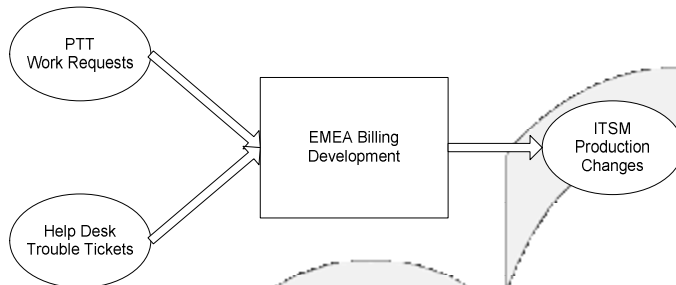 PTT
Work Requests
EMEA Billing
Development
ITSM
Production
Changes
Help Desk
Trouble Tickets